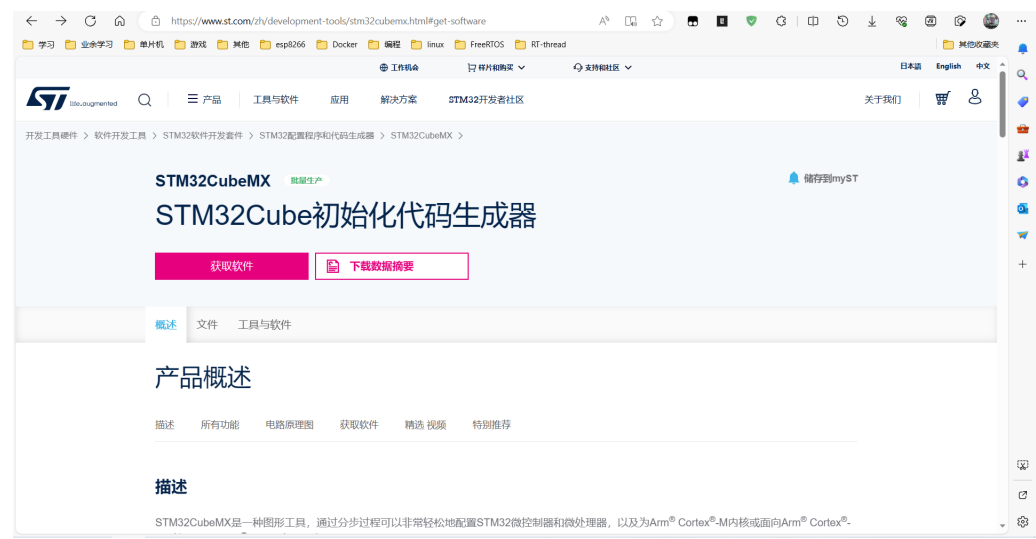 https://www.st.com/zh/development-tools/stm32cubemx.html#get-software
学习 业余学习 单片机 游戏 其他 esp8266 Docker 编程 linux FreeRTOS RT-thread 其他收藏夹
工作机会 样片和购买 支持和社区 日本語 English 中文
life.augmented 产品 工具与软件 应用 解决方案 STM32开发者社区 关于我们
开发工具硬件 > 软件开发工具 > STM32软件开发套件 > STM32配置程序和代码生成器 > STM32CubeMX >
STM32CubeMX 批量生产 储存到myST
STM32Cube初始化代码生成器
获取软件 下载数据摘要
概述 文件 工具与软件
产品概述
描述 所有功能 电路原理图 获取软件 精选 视频 特别推荐
描述
STM32CubeMX是一种图形工具，通过分步过程可以非常轻松地配置STM32微控制器和微处理器，以及为Arm® Cortex®-M内核或面向Arm® Cortex®-